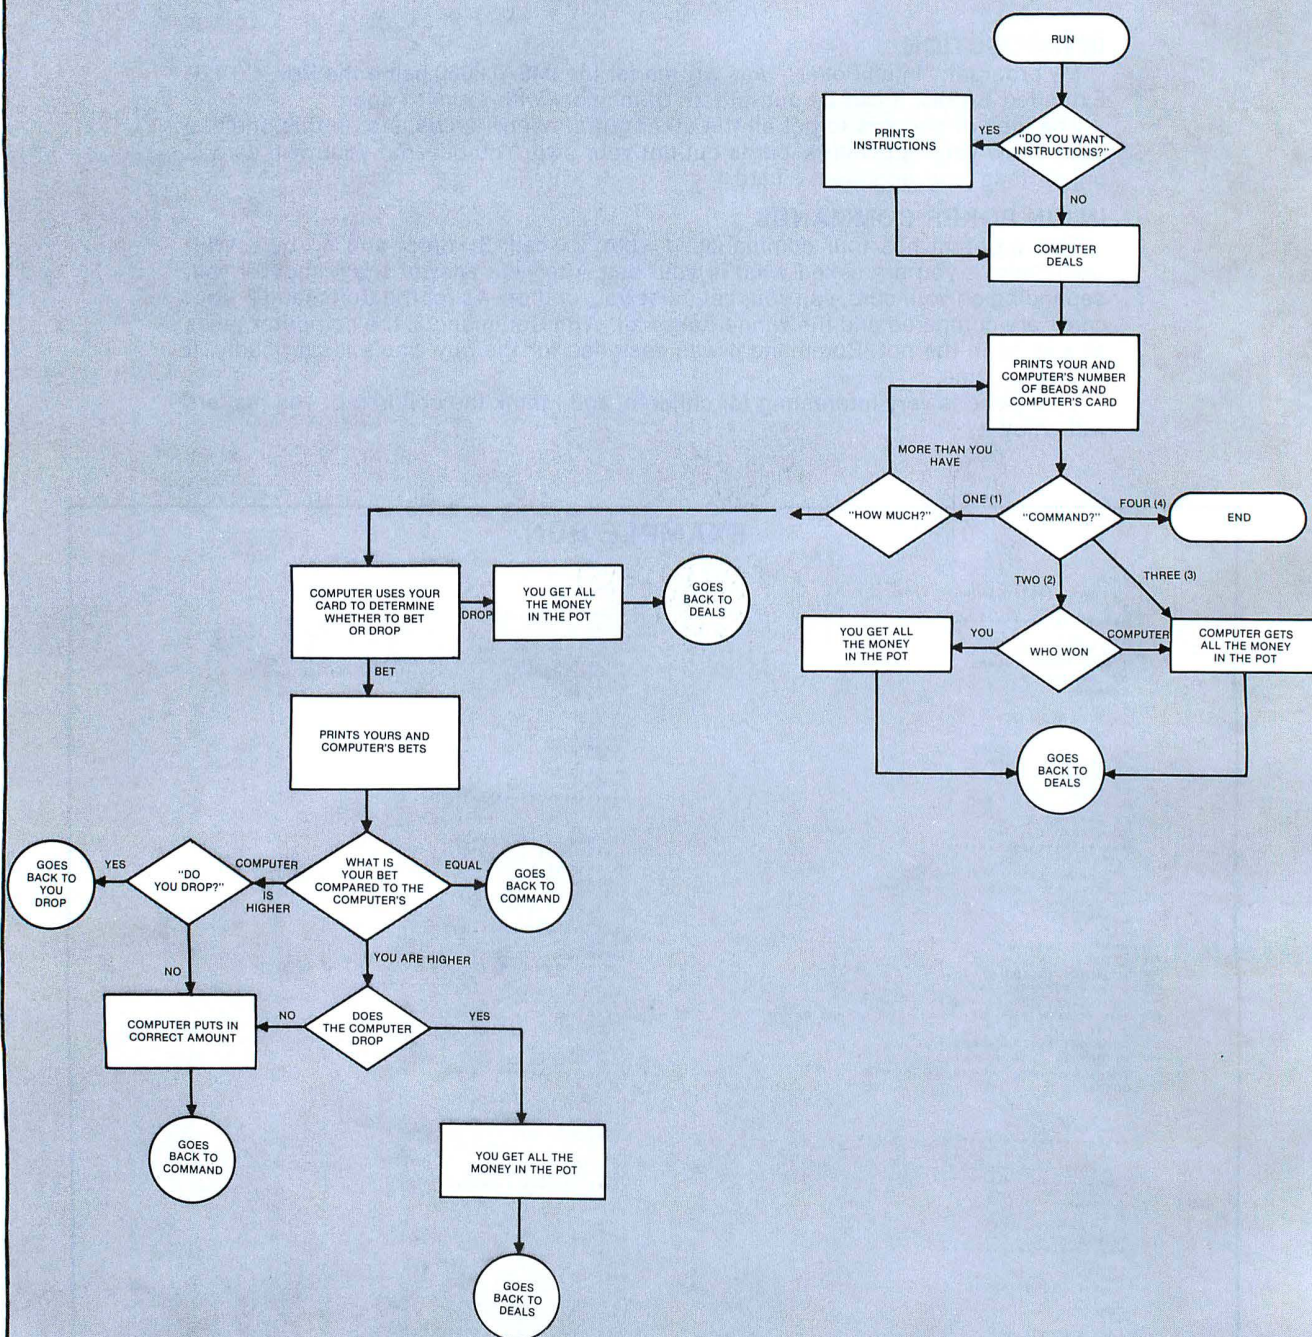 RUN
"DO YOU WANT
INSTRUCTIONS?"
YES
PRINTS
INSTRUCTIONS
NO
COMPUTER
DEALS
PRINTS YOUR AND
COMPUTER'S NUMBER
OF BEADS AND
COMPUTER'S CARD
MORE THAN YOU
HAVE
"HOW MUCH?"
ONE (1)
"COMMAND?"
FOUR (4)
END
TWO (2)
THREE (3)
YOU GET ALL
THE MONEY
IN THE POT
YOU
WHO WON
COMPUTER
COMPUTER GETS
ALL THE MONEY
IN THE POT
GOES
BACK TO
DEALS
COMPUTER USES YOUR
CARD TO DETERMINE
WHETHER TO BET
OR DROP
DROP
YOU GET ALL
THE MONEY
IN THE POT
GOES
BACK TO
DEALS
BET
PRINTS YOURS AND
COMPUTER'S BETS
GOES
BACK TO
YOU
DROP
YES
"DO
YOU DROP?"
COMPUTER
IS
HIGHER
WHAT IS
YOUR BET
COMPARED TO THE
COMPUTER'S
EQUAL
GOES
BACK TO
COMMAND
NO
YOU ARE HIGHER
COMPUTER PUTS IN
CORRECT AMOUNT
NO
DOES
THE COMPUTER
DROP
YES
GOES
BACK TO
COMMAND
YOU GET ALL THE
MONEY IN THE POT
GOES
BACK TO
DEALS